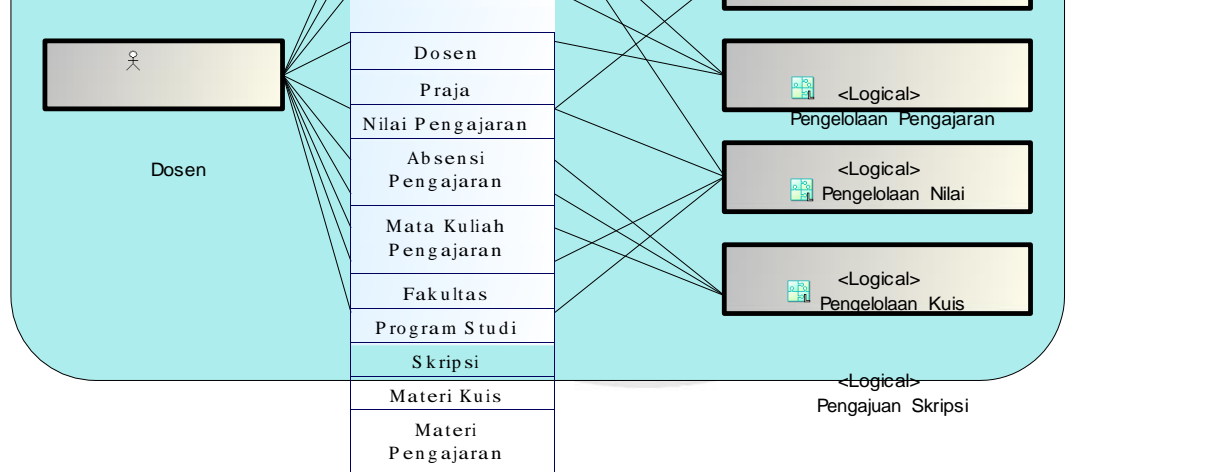 Dosen
Dosen
Praja
Nilai Pengajaran
Absensi
Pengajaran
Mata Kuliah
Pengajaran
Fakultas
Program Studi
Skripsi
Materi Kuis
Materi
Pengajaran
<Logical>
Pengelolaan Pengajaran
<Logical>
Pengelolaan Nilai
<Logical>
Pengelolaan Kuis
<Logical>
Pengajuan Skripsi